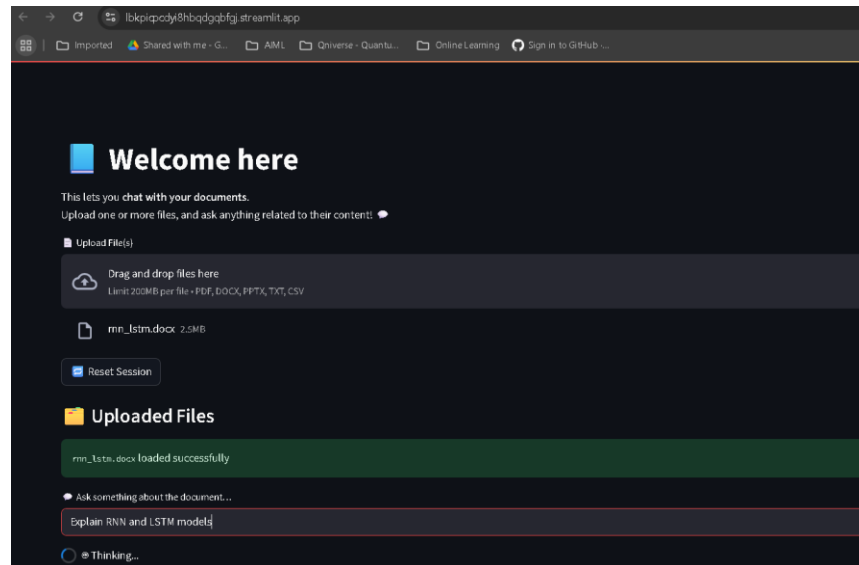 lbkpicpcdyi8hbqdgqbfgj.streamlit.app
Imported
Shared with me - G...
AIML
Qniverse - Quantu...
Online Learning
Sign in to GitHub ·...
Welcome here
This lets you chat with your documents.
Upload one or more files, and ask anything related to their content!
Upload File(s)
Drag and drop files here
Limit 200MB per file • PDF, DOCX, PPTX, TXT, CSV
rnn_lstm.docx 2.5MB
Reset Session
Uploaded Files
rnn_lstm.docx loaded successfully
Ask something about the document...
Explain RNN and LSTM models
Thinking...